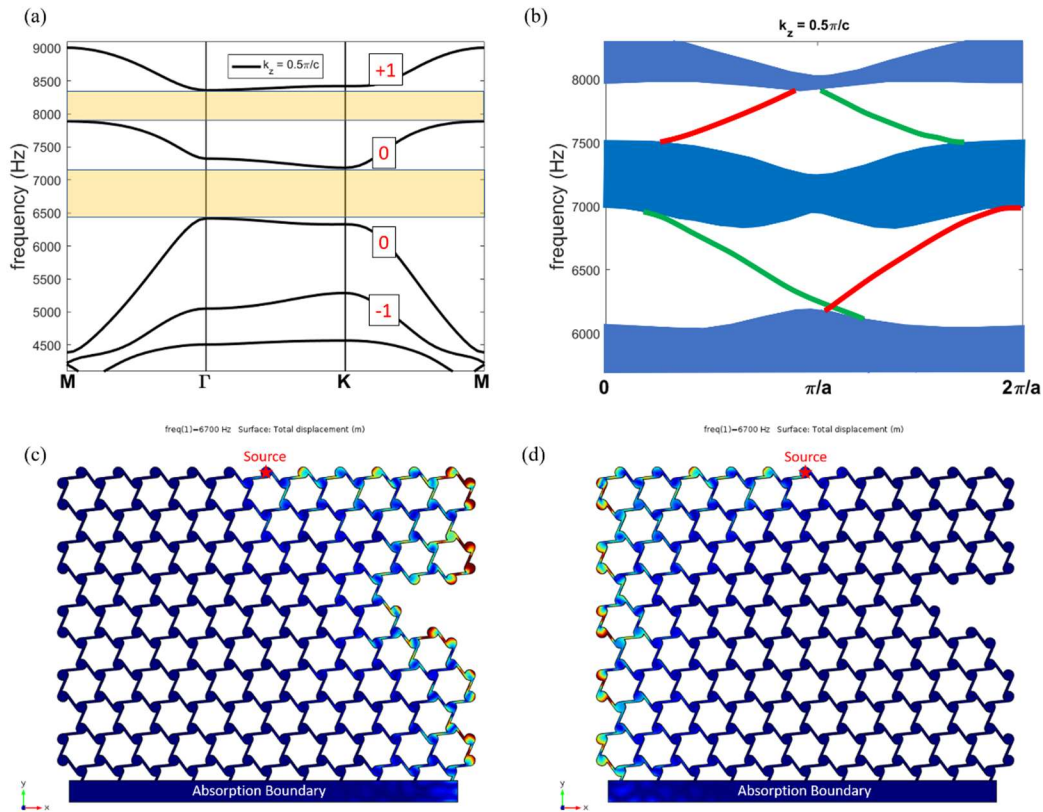 (a)
9000
8500
8000
7500
7000
6500
6000
5500
5000
4500
frequency (Hz)
k_z = 0.5π/c
+1
0
0
-1
M
Γ
K
M
(b)
k_z = 0.5π/c
8000
7500
7000
6500
6000
frequency (Hz)
0
π/a
2π/a
freq(1)=6700 Hz Surface: Total displacement (m)
(c)
Source
Absorption Boundary
y
x
freq(1)=6700 Hz Surface: Total displacement (m)
(d)
Source
Absorption Boundary
y
x